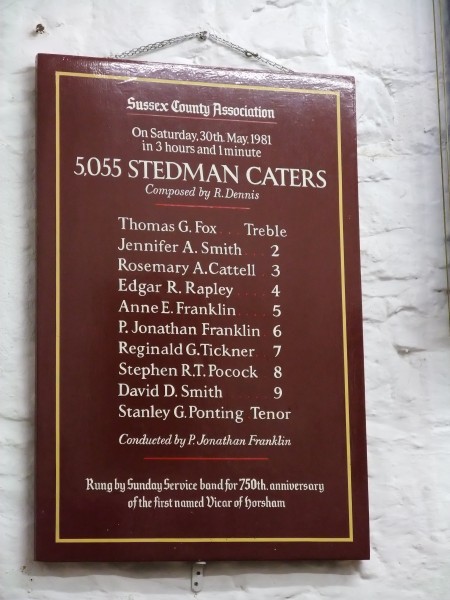 Sussex County Association
On Saturday, 30th. May, 1981
in 3 hours and 1 minute
5,055 STEDMAN CATERS
Composed by R. Dennis
Thomas G. Fox . . . Treble
Jennifer A. Smith . . . 2
Rosemary A. Cattell . 3
Edgar R. Rapley . . . . 4
Anne E. Franklin . . . . 5
P. Jonathan Franklin 6
Reginald G. Tickner . 7
Stephen R.T. Pocock 8
David D. Smith . . . . 9
Stanley G. Ponting Tenor
Conducted by P. Jonathan Franklin
Rung by Sunday Service band for 750th. anniversary
of the first named Vicar of Horsham